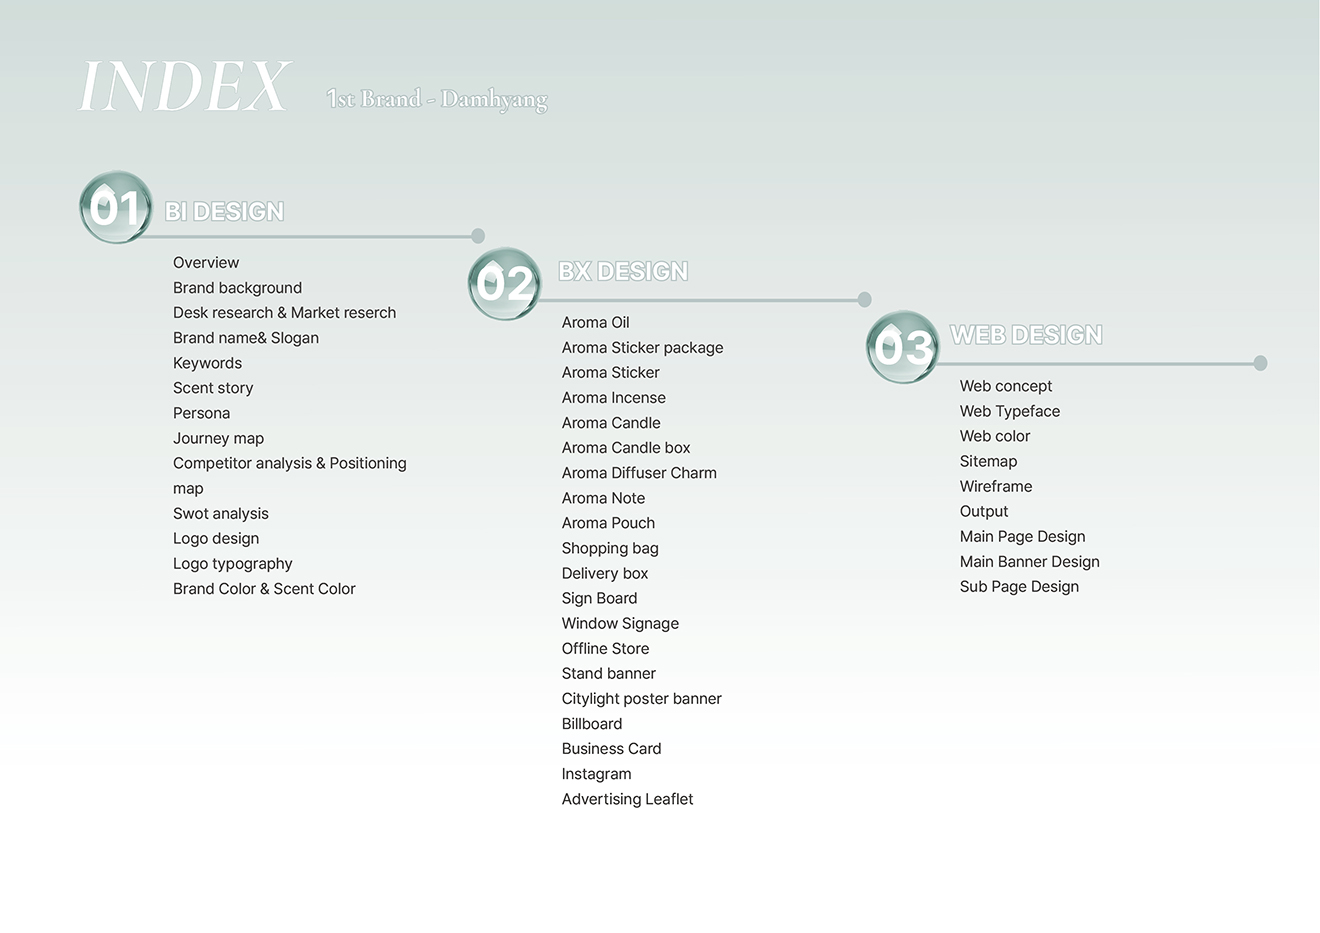 INDEX
1st Brand - Damhyang
01
BI DESIGN
Overview
Brand background
Desk research & Market reserch
Brand name& Slogan
Keywords
Scent story
Persona
Journey map
Competitor analysis & Positioning
map
Swot analysis
Logo design
Logo typography
Brand Color & Scent Color
02
BX DESIGN
Aroma Oil
Aroma Sticker package
Aroma Sticker
Aroma Incense
Aroma Candle
Aroma Candle box
Aroma Diffuser Charm
Aroma Note
Aroma Pouch
Shopping bag
Delivery box
Sign Board
Window Signage
Offline Store
Stand banner
Citylight poster banner
Billboard
Business Card
Instagram
Advertising Leaflet
03
WEB DESIGN
Web concept
Web Typeface
Web color
Sitemap
Wireframe
Output
Main Page Design
Main Banner Design
Sub Page Design